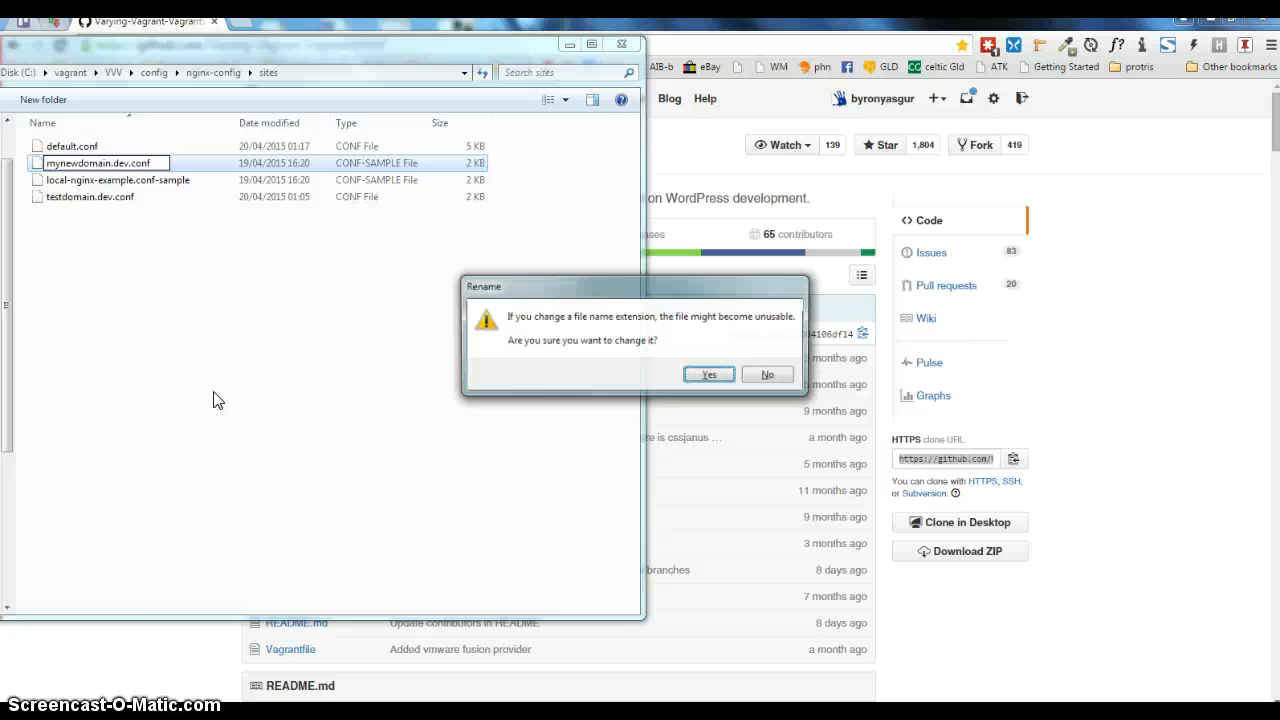 Varying-Vagrant-Vagrants
Disk (C:) vagrant VVV config nginx-config sites
Search sites
New folder
Name Date modified Type Size
default.conf 20/04/2015 01:17 CONF File 5 KB
mynewdomain.dev.conf 19/04/2015 16:20 CONF-SAMPLE File 2 KB
local-nginx-example.conf-sample 19/04/2015 16:20 CONF-SAMPLE File 2 KB
testdomain.dev.conf 20/04/2015 01:05 CONF File 2 KB
Rename
If you change a file name extension, the file might become unusable.
Are you sure you want to change it?
Yes No
AIB-b eBay WM phn GLD celtic Gld ATK Getting Started protris Other bookmarks
Blog Help byronyasgur
Watch 139 Star 1,804 Fork 419
on WordPress development.
ases 65 contributors
4106df14
months ago
months ago
9 months ago
re is cssjanus … a month ago
5 months ago
11 months ago
9 months ago
3 months ago
branches 8 days ago
7 months ago
README.md Update contributors in README 8 days ago
Vagrantfile Added vmware fusion provider a month ago
README.md
Code
Issues 83
Pull requests 20
Wiki
Pulse
Graphs
HTTPS clone URL
https://github.com/
You can clone with HTTPS, SSH,
or Subversion.
Clone in Desktop
Download ZIP
Screencast-O-Matic.com